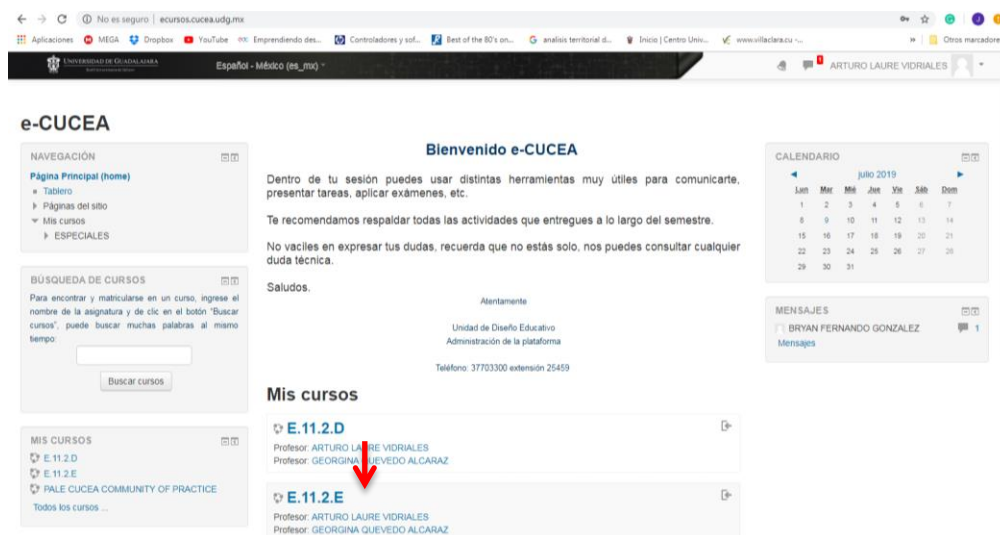 No es seguro | ecursos.cucea.udg.mx
Aplicaciones MEGA Dropbox YouTube Emprendiendo des... Controladores y sof... Best of the 80's on... analisis territorial d... Inicio | Centro Univ... www.villaclara.cu -... » Otros marcadores
UNIVERSIDAD DE GUADALAJARA
Español - México (es_mx)
ARTURO LAURE VIDRIALES
e-CUCEA
NAVEGACIÓN
Página Principal (home)
Tablero
Páginas del sitio
Mis cursos
ESPECIALES
BÚSQUEDA DE CURSOS
Para encontrar y matricularse en un curso, ingrese el
nombre de la asignatura y de clic en el botón "Buscar
cursos", puede buscar muchas palabras al mismo
tiempo:
Buscar cursos
MIS CURSOS
E.11.2.D
E.11.2.E
PALE CUCEA COMMUNITY OF PRACTICE
Todos los cursos ...
Bienvenido e-CUCEA
Dentro de tu sesión puedes usar distintas herramientas muy útiles para comunicarte,
presentar tareas, aplicar exámenes, etc.
Te recomendamos respaldar todas las actividades que entregues a lo largo del semestre.
No vaciles en expresar tus dudas, recuerda que no estás solo, nos puedes consultar cualquier
duda técnica.
Saludos.
Atentamente
Unidad de Diseño Educativo
Administración de la plataforma
Teléfono: 37703300 extensión 25459
Mis cursos
E.11.2.D
Profesor: ARTURO LAURE VIDRIALES
Profesor: GEORGINA QUEVEDO ALCARAZ
E.11.2.E
Profesor: ARTURO LAURE VIDRIALES
Profesor: GEORGINA QUEVEDO ALCARAZ
CALENDARIO
julio 2019
Lun Mar Mié Jue Vie Sáb Dom
1 2 3 4 5 6 7
8 9 10 11 12 13 14
15 16 17 18 19 20 21
22 23 24 25 26 27 28
29 30 31
MENSAJES
BRYAN FERNANDO GONZALEZ 1
Mensajes